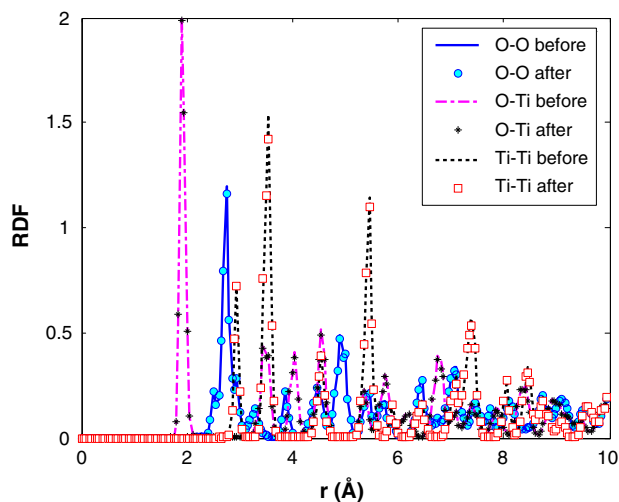 2
1.5
1
0.5
0
0
2
4
6
8
10
RDF
r (Å)
O-O before
O-O after
O-Ti before
O-Ti after
Ti-Ti before
Ti-Ti after